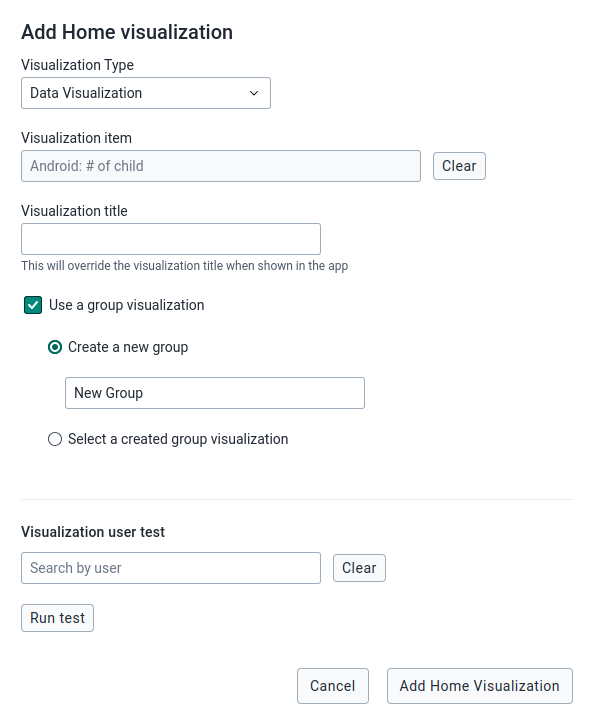 Add Home visualization
Visualization Type
Data Visualization
Visualization item
Android: # of child
Clear
Visualization title
This will override the visualization title when shown in the app
Use a group visualization
Create a new group
New Group
Select a created group visualization
Visualization user test
Search by user
Clear
Run test
Cancel
Add Home Visualization